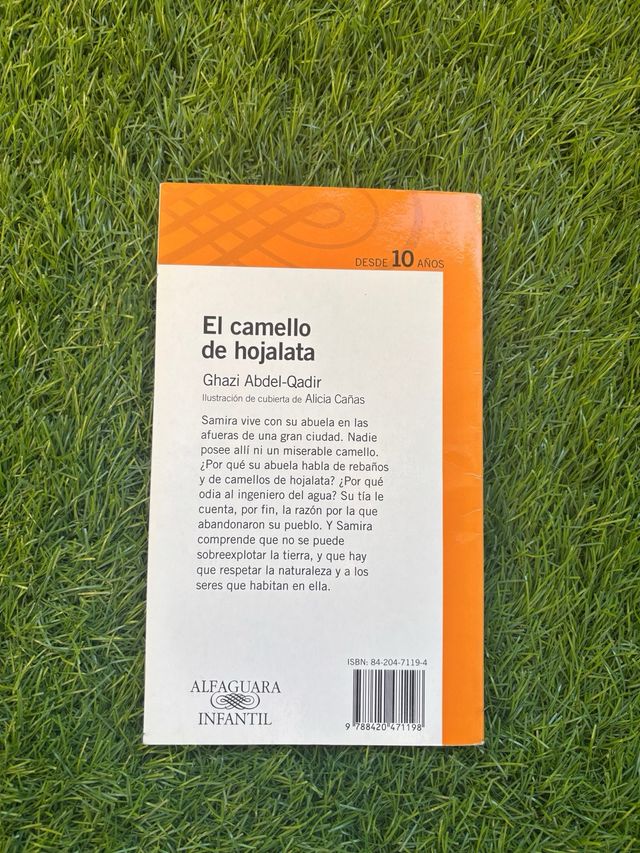 DESDE 10 AÑOS
El camello
de hojalata
Ghazi Abdel-Qadir
Ilustración de cubierta de Alicia Cañas
Samira vive con su abuela en las
afueras de una gran ciudad. Nadie
posee allí ni un miserable camello.
¿Por qué su abuela habla de rebaños
y de camellos de hojalata? ¿Por qué
odia al ingeniero del agua? Su tía le
cuenta, por fin, la razón por la que
abandonaron su pueblo. Y Samira
comprende que no se puede
sobreexplotar la tierra, y que hay
que respetar la naturaleza y a los
seres que habitan en ella.
ISBN: 84-204-7119-4
ALFAGUARA
INFANTIL
9 788420 471198